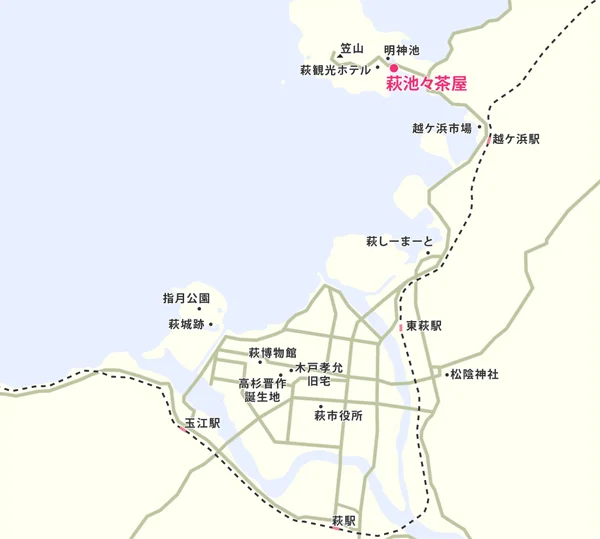 笠山
明神池
萩観光ホテル
萩池々茶屋
越ケ浜市場
越ケ浜駅
萩しーまーと
指月公園
萩城跡
東萩駅
萩博物館
木戸孝允
旧宅
高杉晋作
誕生地
松陰神社
萩市役所
玉江駅
萩駅